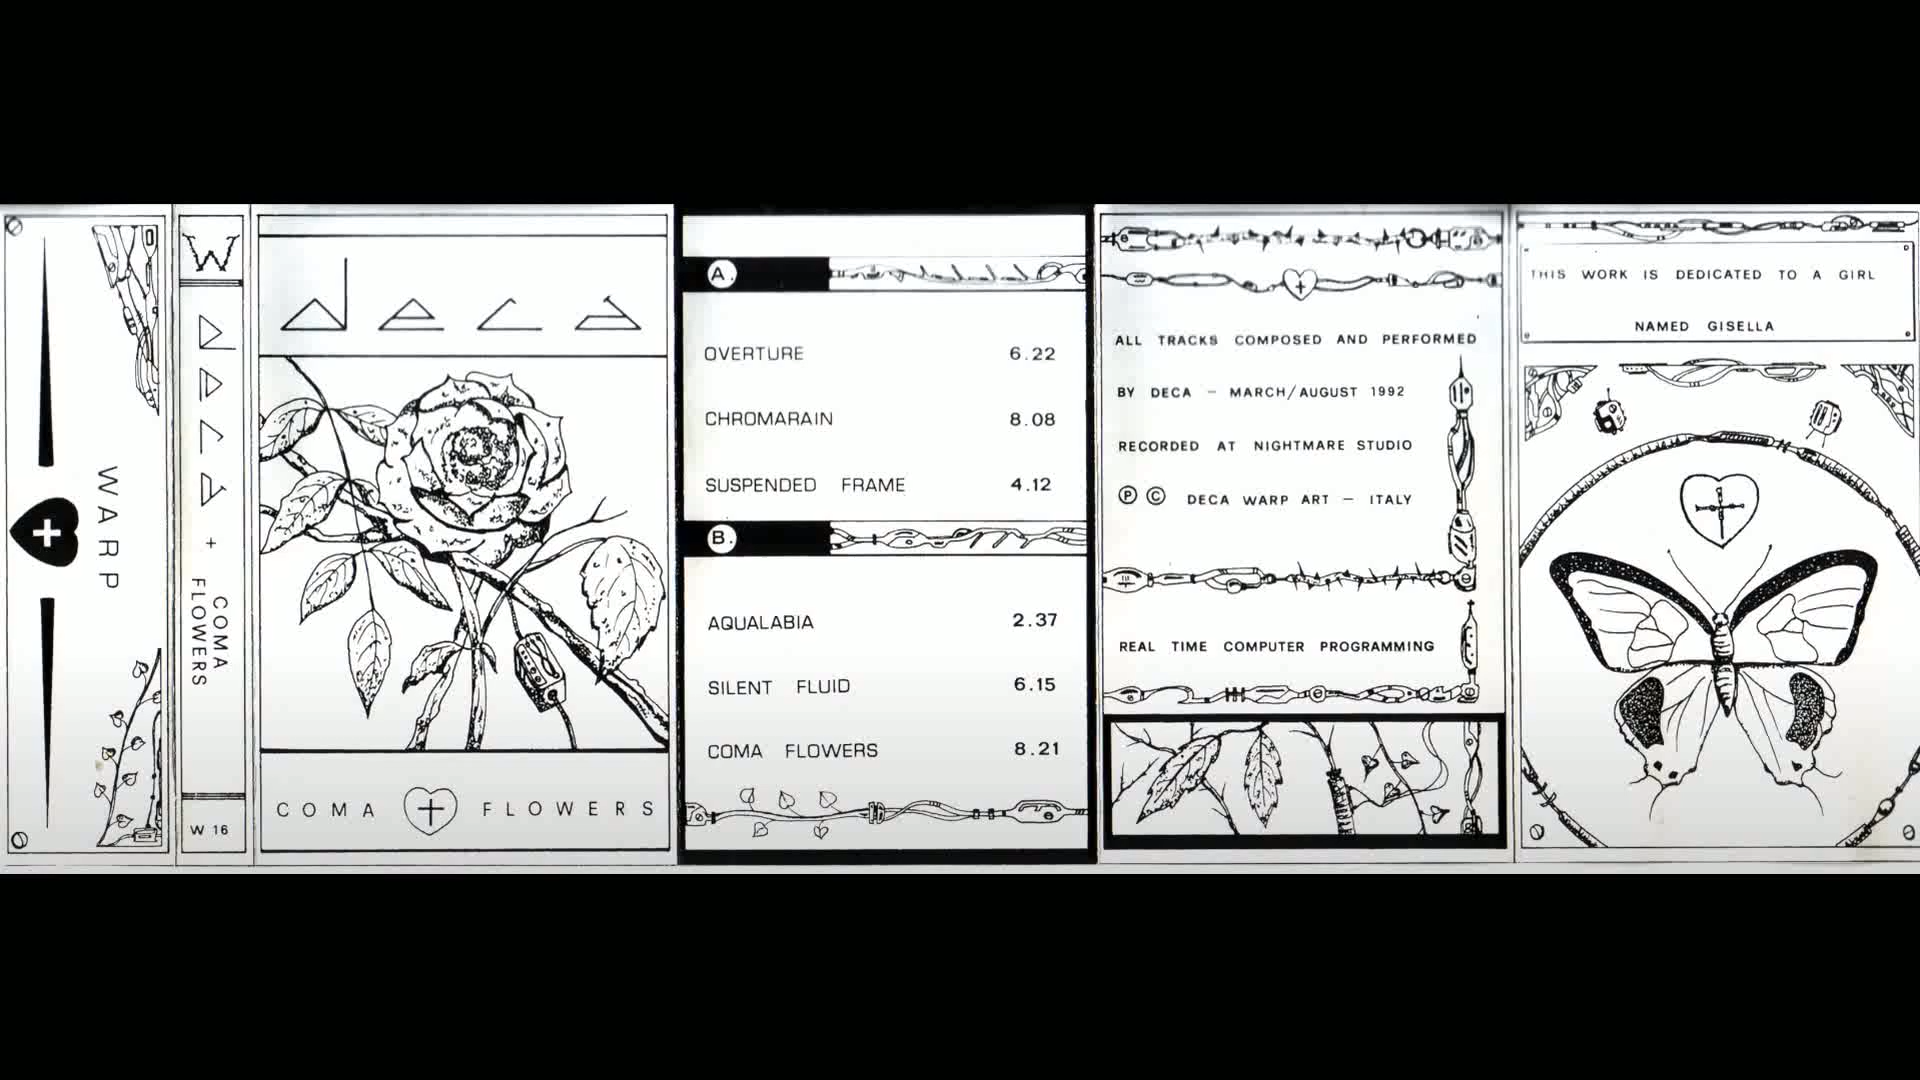 WARP
W
deca + COMA
FLOWERS
W 16
deca
COMA FLOWERS
A.
OVERTURE 6.22
CHROMARAIN 8.08
SUSPENDED FRAME 4.12
B.
AQUALABIA 2.37
SILENT FLUID 6.15
COMA FLOWERS 8.21
ALL TRACKS COMPOSED AND PERFORMED
BY DECA - MARCH/AUGUST 1992
RECORDED AT NIGHTMARE STUDIO
Ⓟ Ⓒ DECA WARP ART - ITALY
REAL TIME COMPUTER PROGRAMMING
THIS WORK IS DEDICATED TO A GIRL
NAMED GISELLA